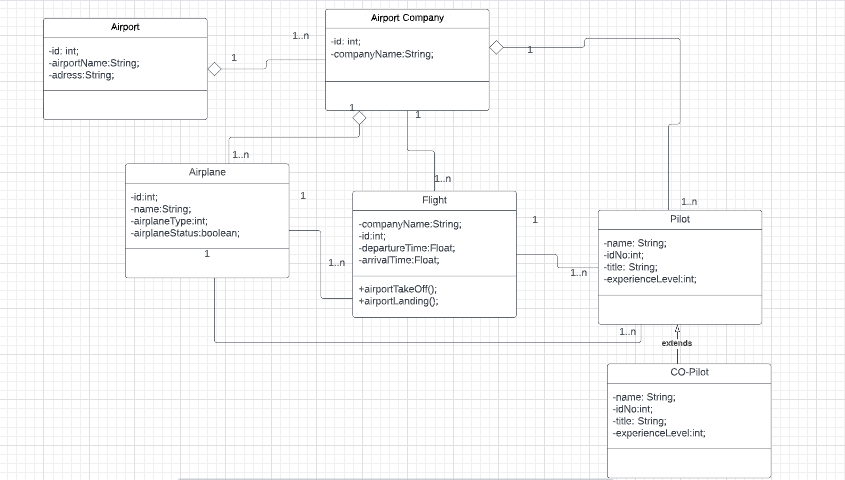 Airport
-id: int;
-airportName:String;
-adress:String;
1
1..n
Airport Company
-id: int;
-companyName:String;
1
1
1
1..n
Airplane
-id:int;
-name:String;
-airplaneType:int;
-airplaneStatus:boolean;
1
1
1..n
1..n
Flight
-companyName:String;
-id:int;
-departureTime:Float;
-arrivalTime:Float;
+airportTakeOff();
+airportLanding();
1
1..n
1..n
Pilot
-name: String;
-idNo:int;
-title: String;
-experienceLevel:int;
1..n
extends
CO-Pilot
-name: String;
-idNo:int;
-title: String;
-experienceLevel:int;